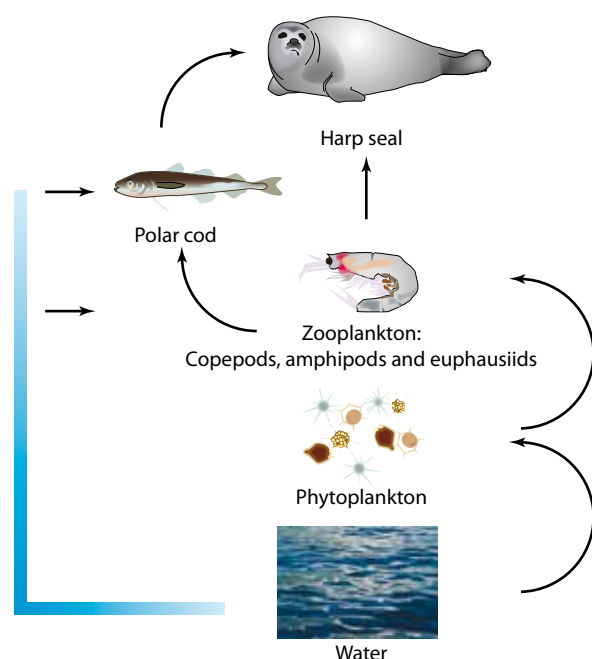 Harp seal
Polar cod
Zooplankton:
Copepods, amphipods and euphausiids
Phytoplankton
Water